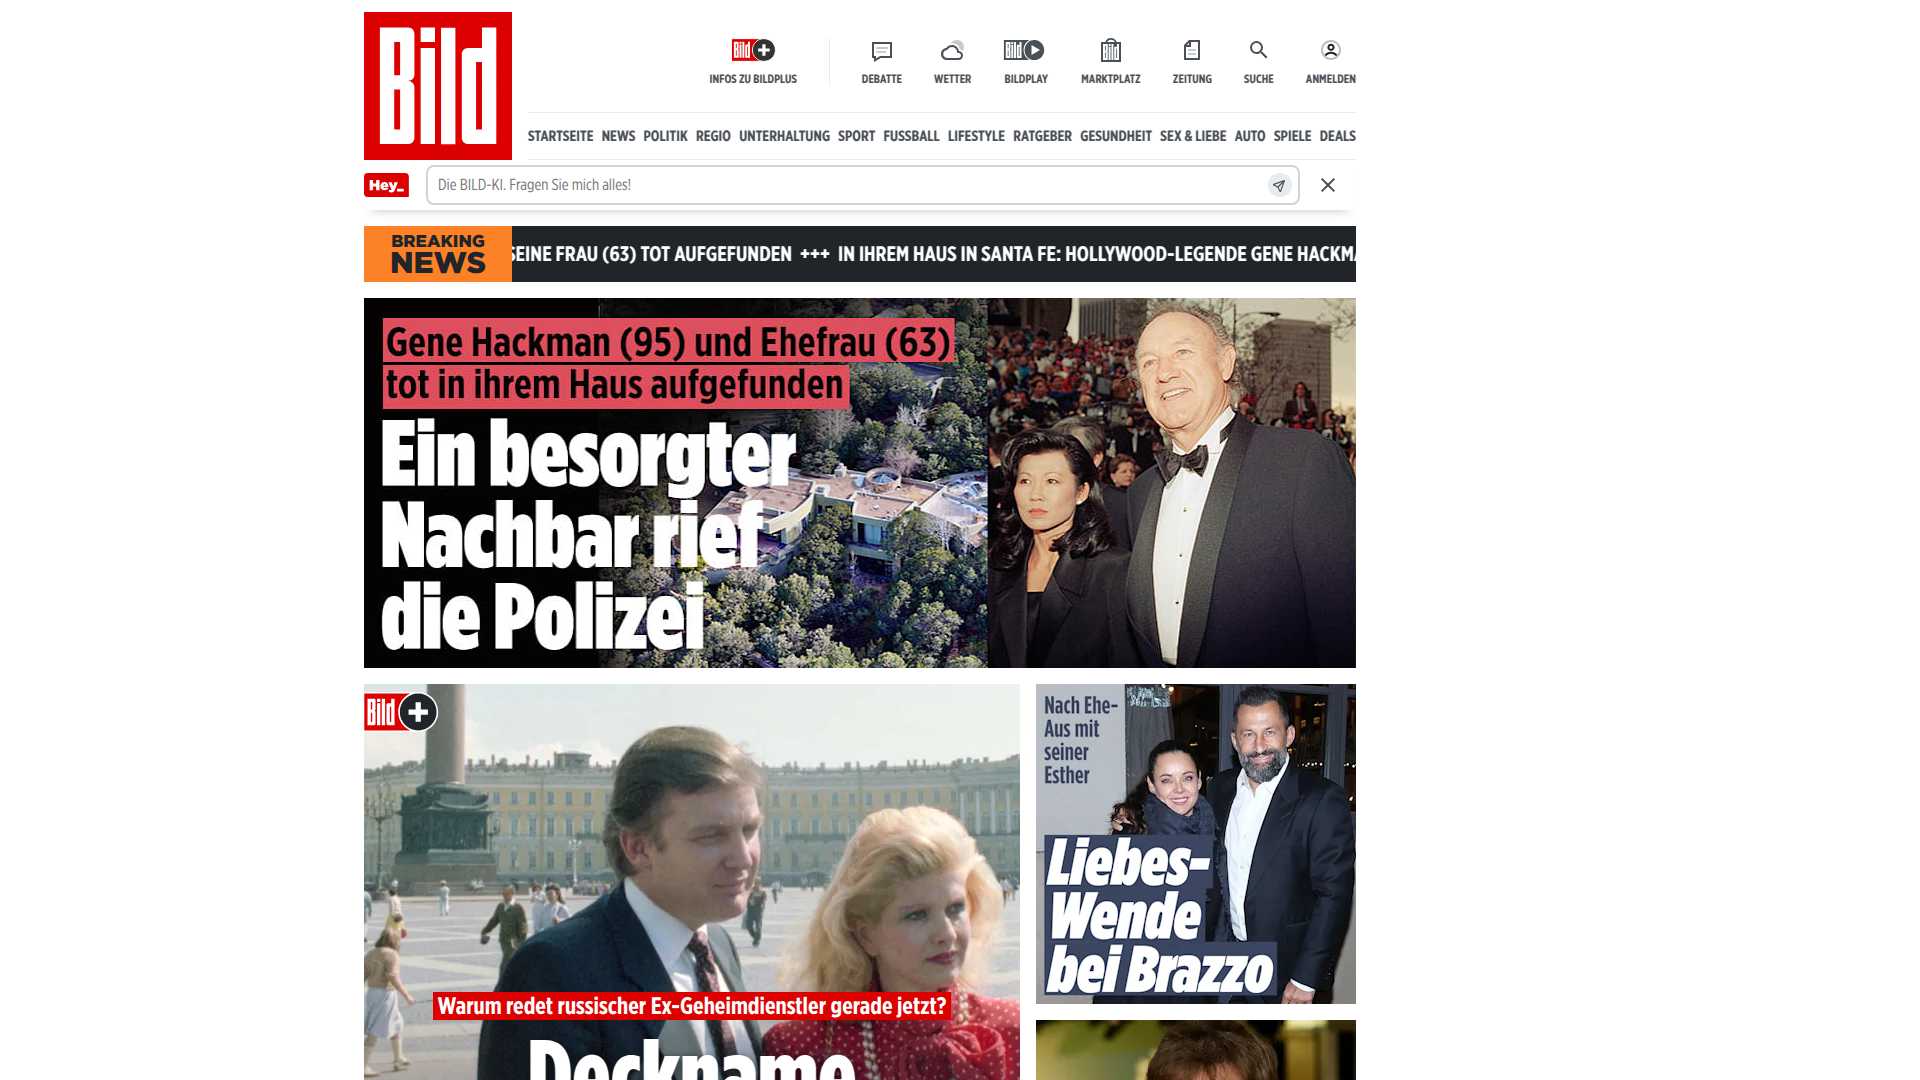 Bild
Bild
INFOS ZU BILDPLUS
DEBATTE
WETTER
Bild
BILDPLAY
Bild
MARKTPLATZ
ZEITUNG
SUCHE
ANMELDEN
STARTSEITE NEWS POLITIK REGIO UNTERHALTUNG SPORT FUSSBALL LIFESTYLE RATGEBER GESUNDHEIT SEX & LIEBE AUTO SPIELE DEALS
Hey_
Die BILD-KI. Fragen Sie mich alles!
BREAKING
NEWS
SEINE FRAU (63) TOT AUFGEFUNDEN +++ IN IHREM HAUS IN SANTA FE: HOLLYWOOD-LEGENDE GENE HACKMA
Gene Hackman (95) und Ehefrau (63)
tot in ihrem Haus aufgefunden
Ein besorgter
Nachbar rief
die Polizei
Bild
Warum redet russischer Ex-Geheimdienstler gerade jetzt?
Deckname
Nach Ehe-
Aus mit
seiner
Esther
Liebes-
Wende
bei Brazzo